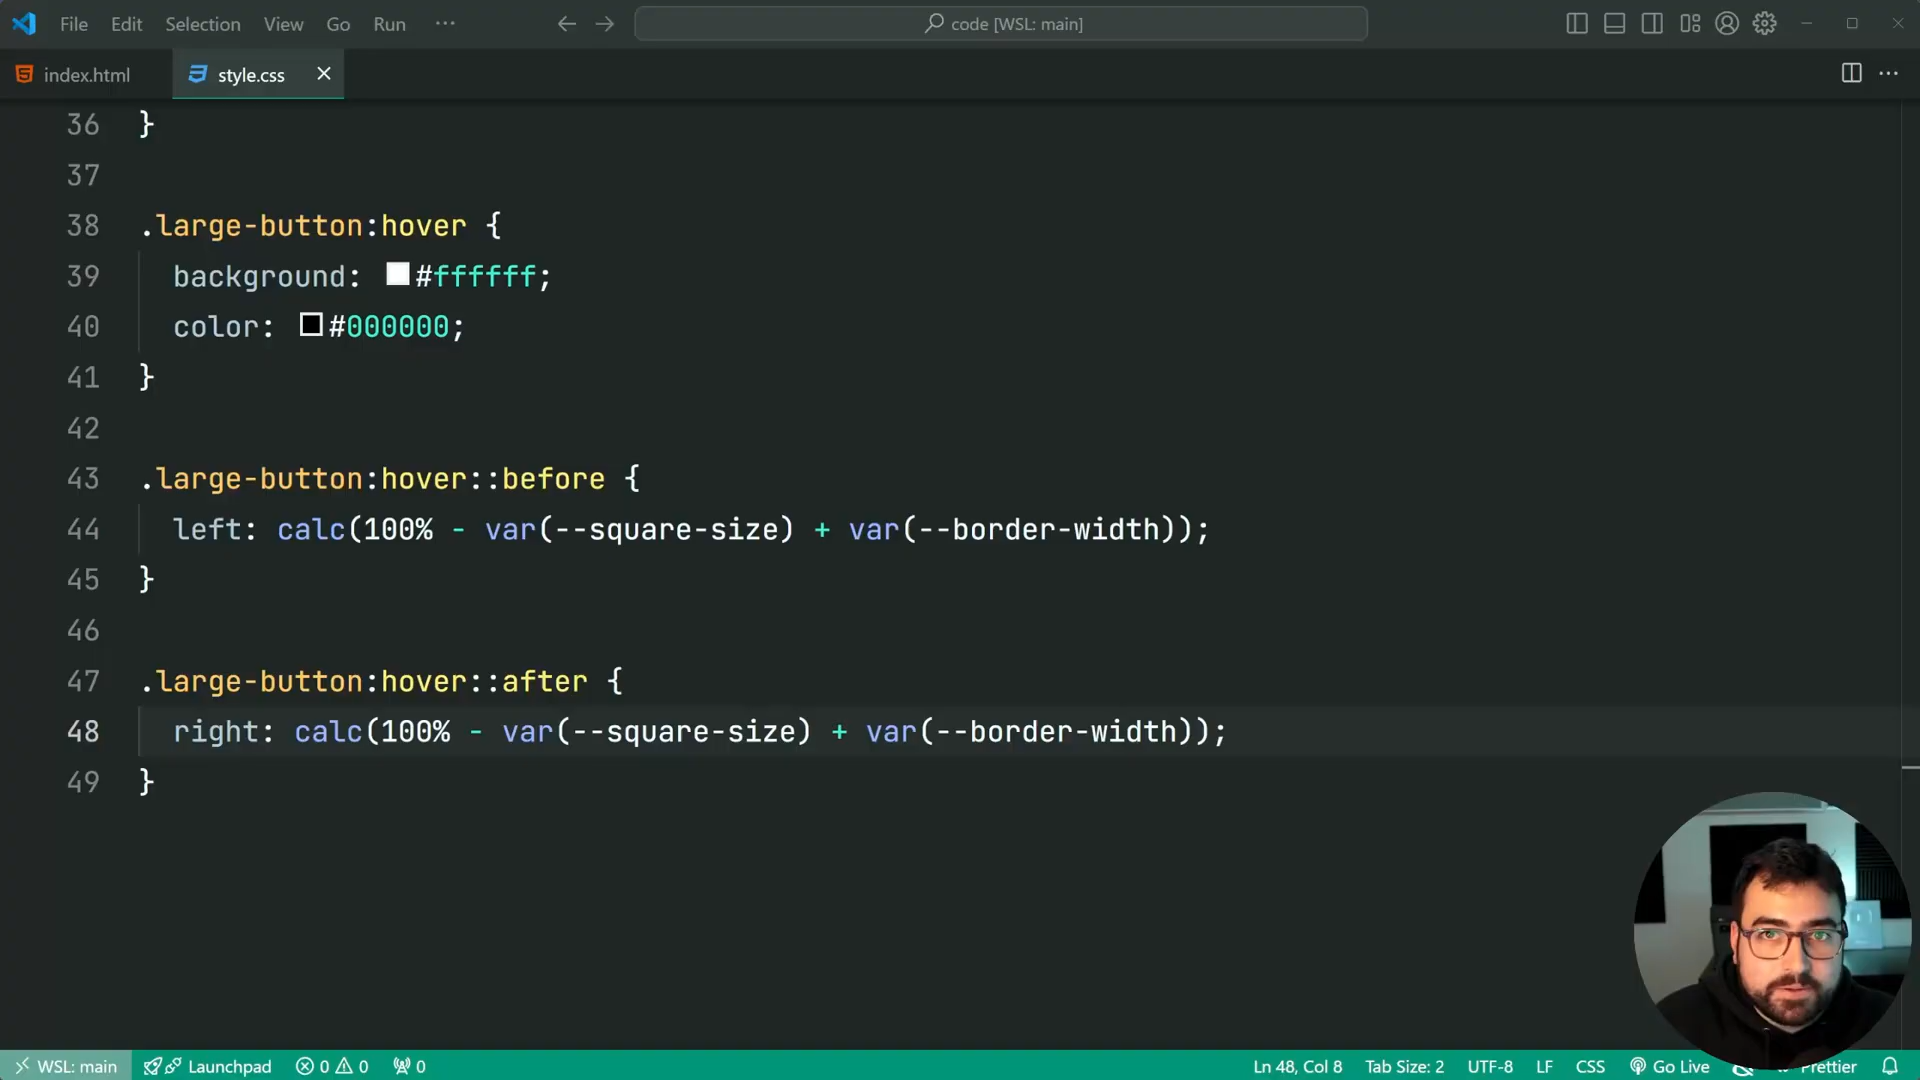 File Edit Selection View Go Run ··· code [WSL: main]
index.html style.css
36 }
37
38 .large-button:hover {
39 background: #ffffff;
40 color: #000000;
41 }
42
43 .large-button:hover::before {
44 left: calc(100% - var(--square-size) + var(--border-width));
45 }
46
47 .large-button:hover::after {
48 right: calc(100% - var(--square-size) + var(--border-width));
49 }
WSL: main Launchpad 0 0 0 Ln 48, Col 8 Tab Size: 2 UTF-8 LF CSS Go Live Prettier